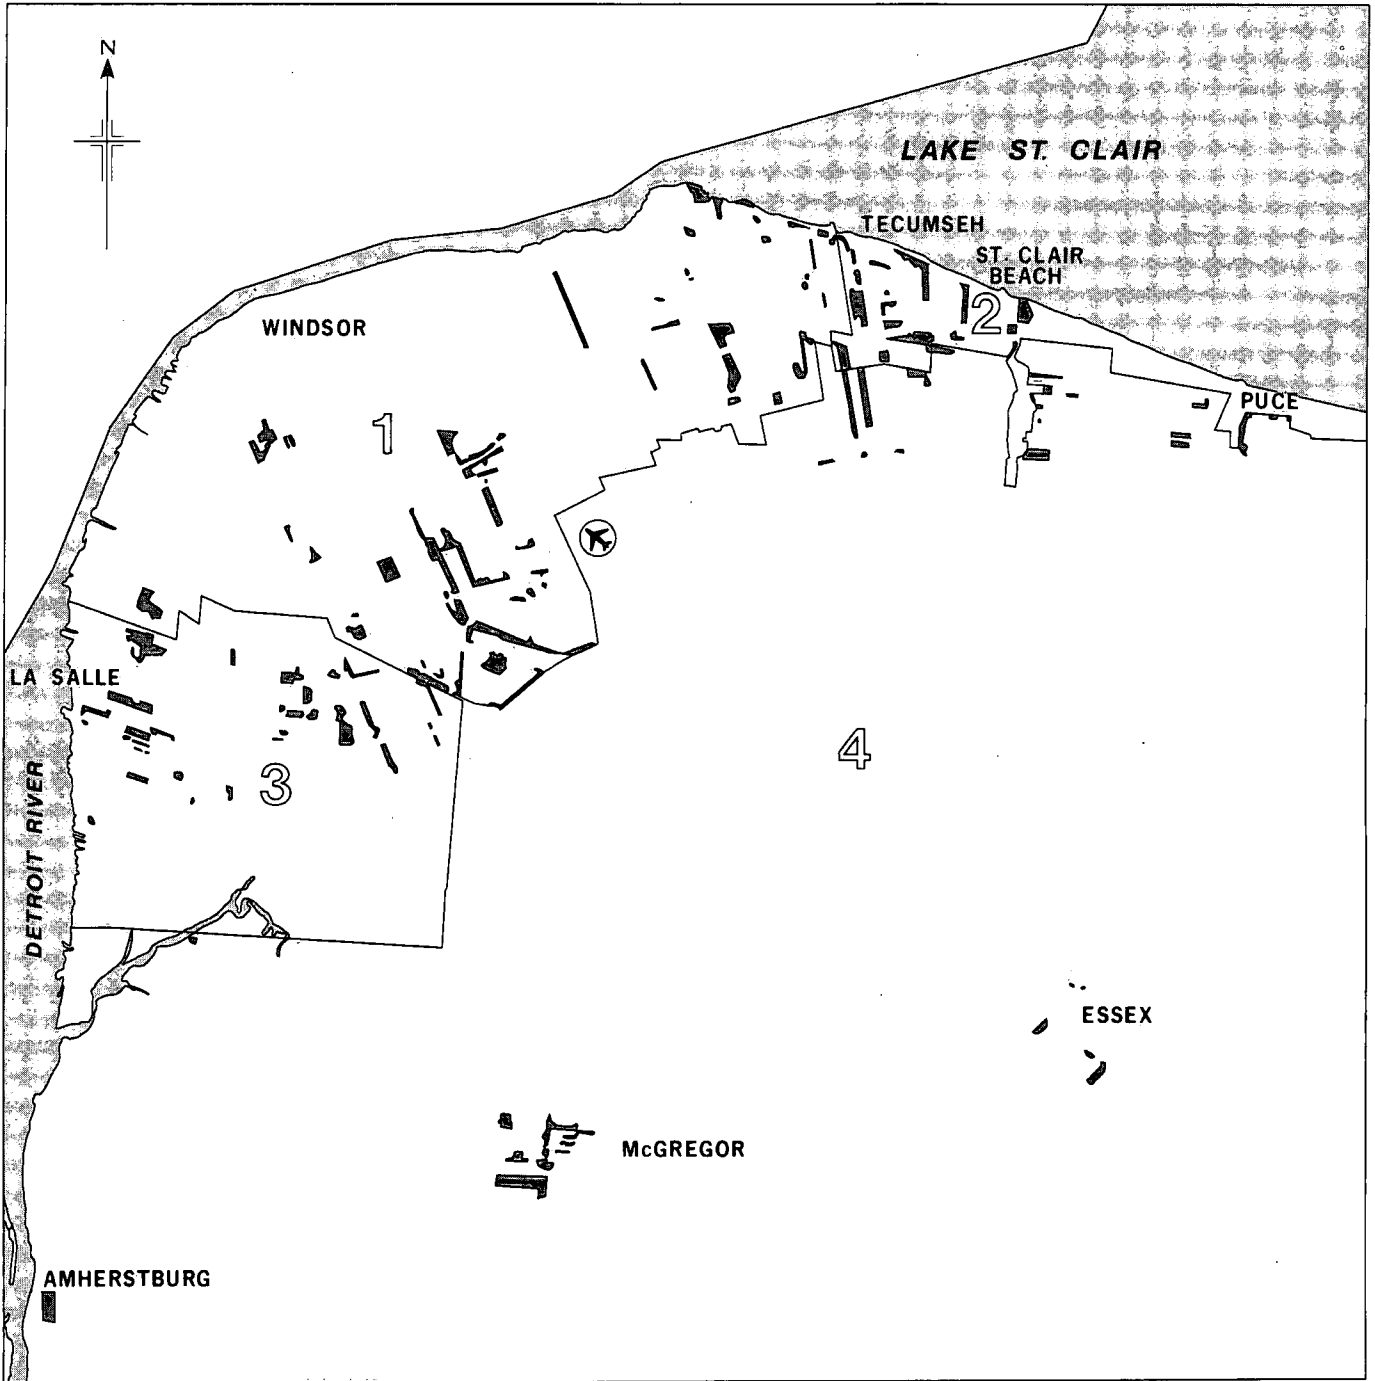 N
LAKE ST. CLAIR
TECUMSEH
ST. CLAIR
BEACH
2
WINDSOR
PUCE
1
LA SALLE
4
3
DETROIT RIVER
ESSEX
McGREGOR
AMHERSTBURG